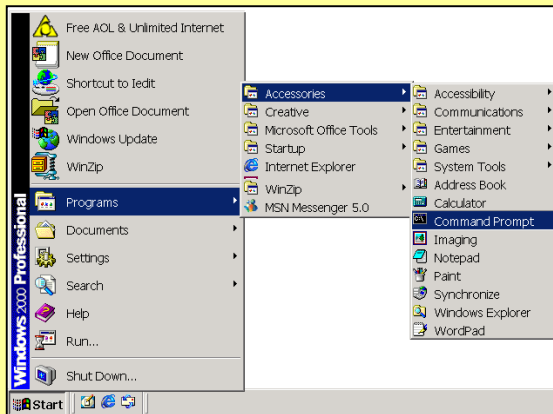 Free AOL & Unlimited Internet
New Office Document
Shortcut to Iedit
Open Office Document
Windows Update
WinZip
Programs
Documents
Settings
Search
Help
Run...
Shut Down...
Windows 2000 Professional
Start
Accessories
Creative
Microsoft Office Tools
Startup
Internet Explorer
WinZip
MSN Messenger 5.0
Accessibility
Communications
Entertainment
Games
System Tools
Address Book
Calculator
Command Prompt
Imaging
Notepad
Paint
Synchronize
Windows Explorer
WordPad